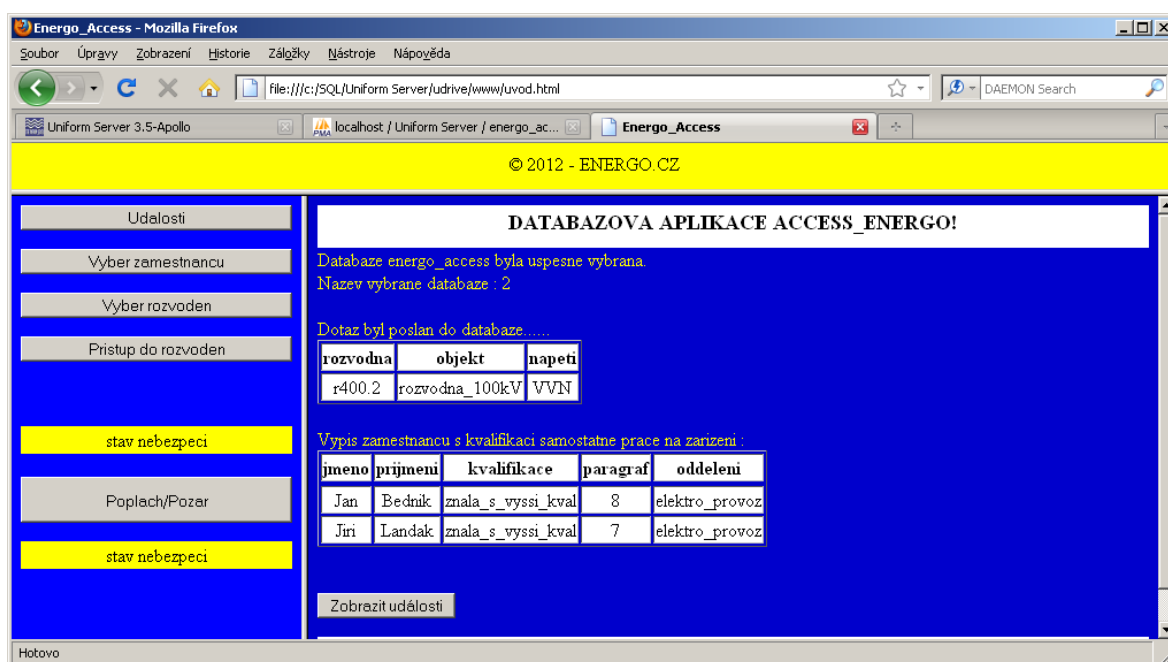 Energo_Access - Mozilla Firefox
Soubor Úpravy Zobrazení Historie Záložky Nástroje Nápověda
file:///c:/SQL/Uniform Server/udrive/www/uvod.html DAEMON Search
Uniform Server 3.5-Apollo localhost / Uniform Server / energo_ac... Energo_Access
© 2012 - ENERGO.CZ
Udalosti
Vyber zamestnancu
Vyber rozvoden
Pristup do rozvoden
stav nebezpeci
Poplach/Pozar
stav nebezpeci
DATABAZOVA APLIKACE ACCESS_ENERGO!
Databaze energo_access byla uspesne vybrana.
Nazev vybrane databaze : 2
Dotaz byl poslan do databaze......
rozvodna objekt napeti
r400.2 rozvodna_100kV VVN
Vypis zamestnancu s kvalifikaci samostatne prace na zarizeni :
jmeno prijmeni kvalifikace paragraf oddeleni
Jan Bednik znala_s_vyssi_kval 8 elektro_provoz
Jiri Landak znala_s_vyssi_kval 7 elektro_provoz
Zobrazit události
Hotovo